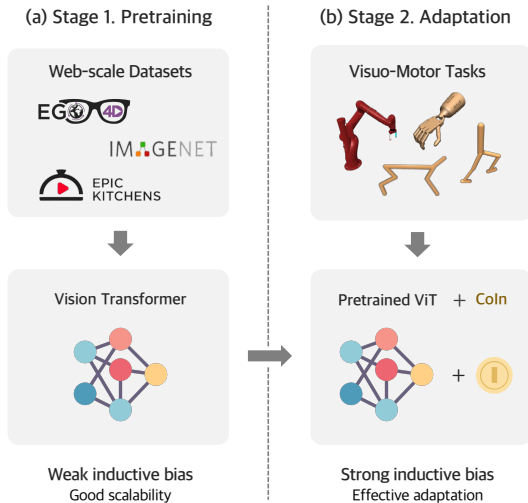 (a) Stage 1. Pretraining
Web-scale Datasets
EGO4D
IMAGENET
EPIC
KITCHENS
Vision Transformer
Weak inductive bias
Good scalability
(b) Stage 2. Adaptation
Visuo-Motor Tasks
Pretrained ViT + CoIn
+
Strong inductive bias
Effective adaptation